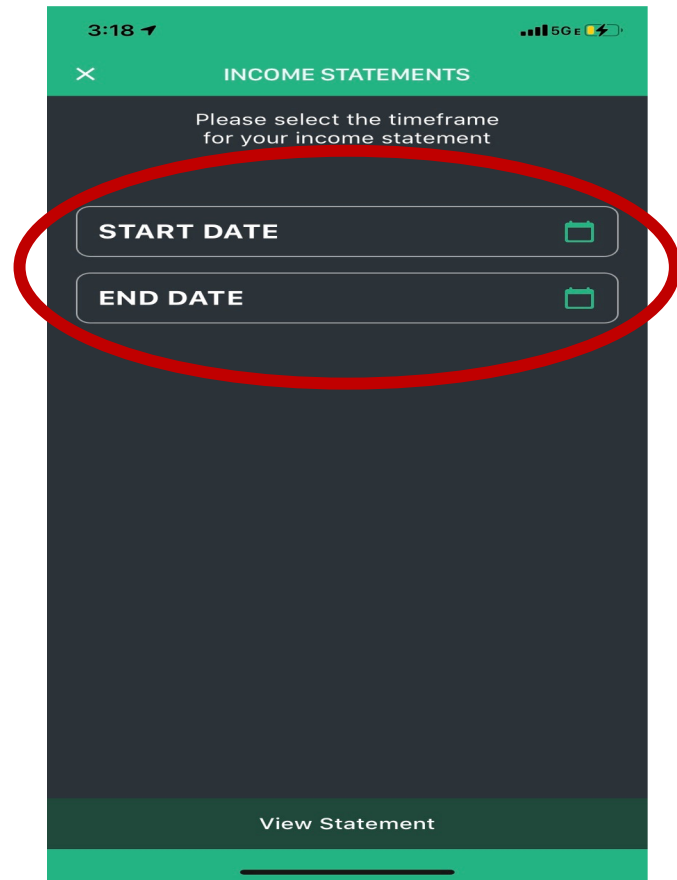 3:18
5G E
INCOME STATEMENTS
Please select the timeframe
for your income statement
START DATE
END DATE
View Statement